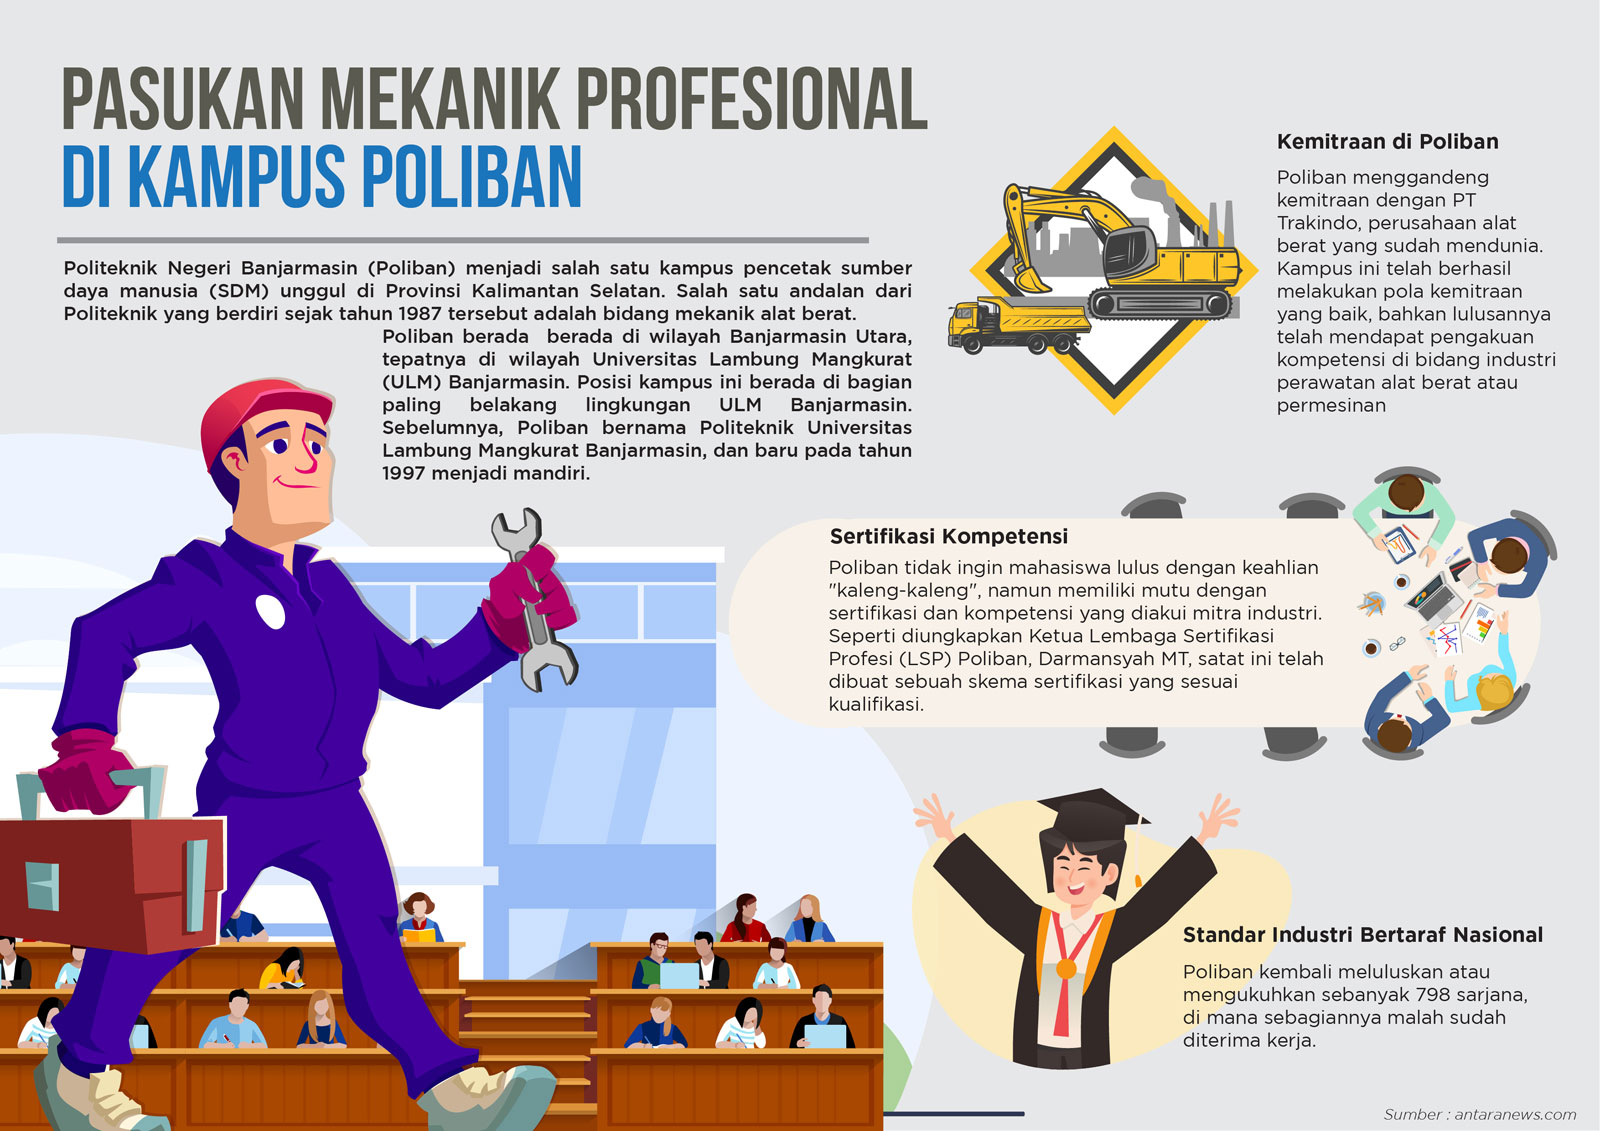 PASUKAN MEKANIK PROFESIONAL
DI KAMPUS POLIBAN
Politeknik Negeri Banjarmasin (Poliban) menjadi salah satu kampus pencetak sumber
daya manusia (SDM) unggul di Provinsi Kalimantan Selatan. Salah satu andalan dari
Politeknik yang berdiri sejak tahun 1987 tersebut adalah bidang mekanik alat berat.
Poliban berada berada di wilayah Banjarmasin Utara,
tepatnya di wilayah Universitas Lambung Mangkurat
(ULM) Banjarmasin. Posisi kampus ini berada di bagian
paling belakang lingkungan ULM Banjarmasin.
Sebelumnya, Poliban bernama Politeknik Universitas
Lambung Mangkurat Banjarmasin, dan baru pada tahun
1997 menjadi mandiri.
Kemitraan di Poliban
Poliban menggandeng
kemitraan dengan PT
Trakindo, perusahaan alat
berat yang sudah mendunia.
Kampus ini telah berhasil
melakukan pola kemitraan
yang baik, bahkan lulusannya
telah mendapat pengakuan
kompetensi di bidang industri
perawatan alat berat atau
permesinan
Sertifikasi Kompetensi
Poliban tidak ingin mahasiswa lulus dengan keahlian
"kaleng-kaleng", namun memiliki mutu dengan
sertifikasi dan kompetensi yang diakui mitra industri.
Seperti diungkapkan Ketua Lembaga Sertifikasi
Profesi (LSP) Poliban, Darmansyah MT, satat ini telah
dibuat sebuah skema sertifikasi yang sesuai
kualifikasi.
Standar Industri Bertaraf Nasional
Poliban kembali meluluskan atau
mengukuhkan sebanyak 798 sarjana,
di mana sebagiannya malah sudah
diterima kerja.
Sumber : antaranews.com